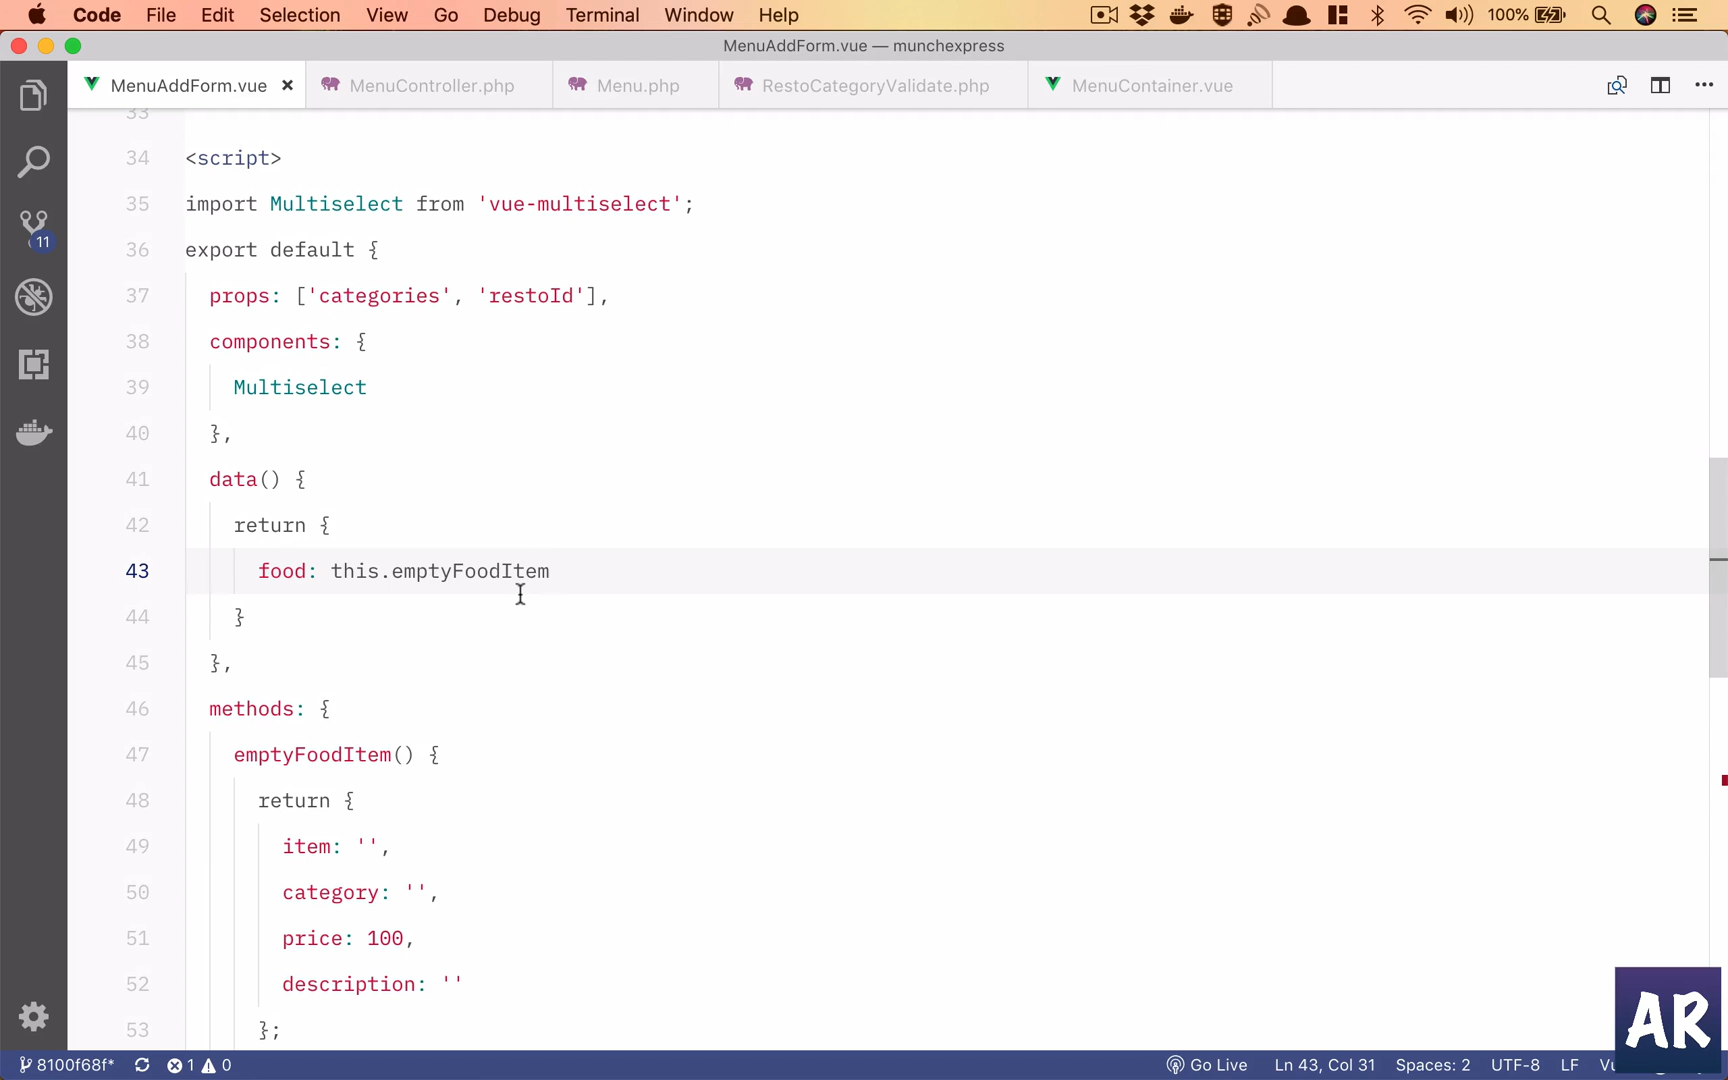 Code File Edit Selection View Go Debug Terminal Window Help 100%
MenuAddForm.vue — munchexpress
MenuAddForm.vue MenuController.php Menu.php RestoCategoryValidate.php MenuContainer.vue
33
34 <script>
35 import Multiselect from 'vue-multiselect';
36 export default {
37 props: ['categories', 'restoId'],
38 components: {
39 Multiselect
40 },
41 data() {
42 return {
43 food: this.emptyFoodItem
44 }
45 },
46 methods: {
47 emptyFoodItem() {
48 return {
49 item: '',
50 category: '',
51 price: 100,
52 description: ''
53 };
11
8100f68f* 1 0 Go Live Ln 43, Col 31 Spaces: 2 UTF-8 LF
AR